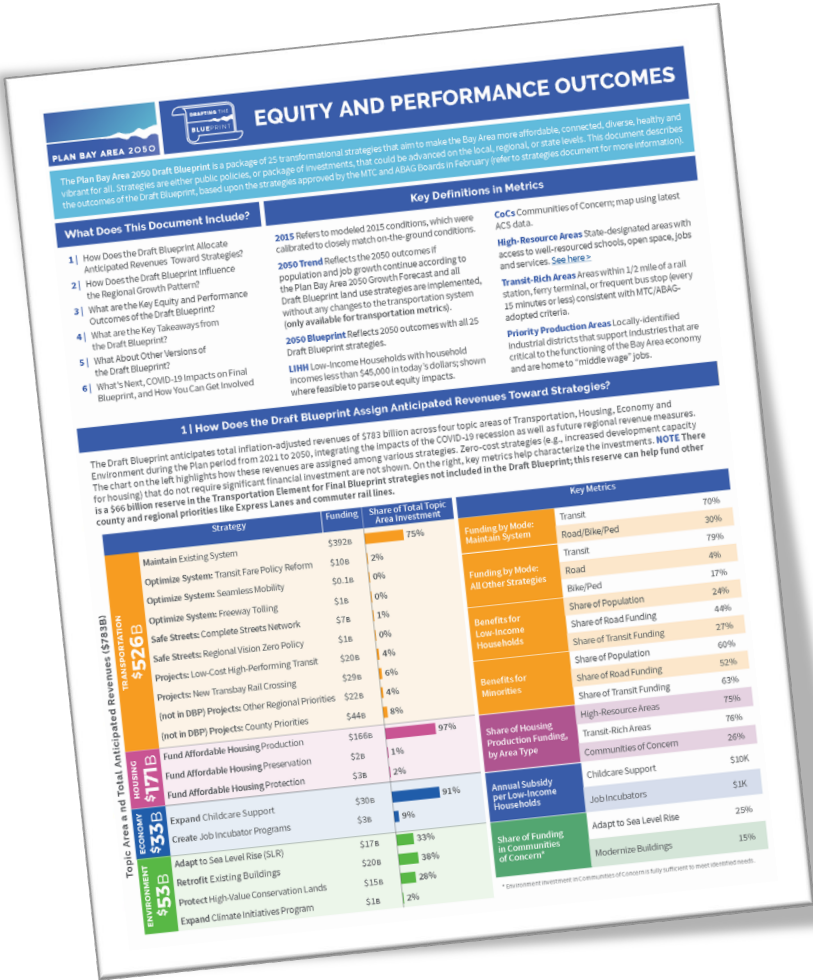 PLAN BAY AREA 2050
DRAFTING THE
BLUEPRINT
EQUITY AND PERFORMANCE OUTCOMES
The Plan Bay Area 2050 Draft Blueprint is a package of 25 transformational strategies that aim to make the Bay Area more affordable, connected, diverse, healthy and
vibrant for all. Strategies are either public policies, or package of investments, that could be advanced on the local, regional, or state levels. This document describes
the outcomes of the Draft Blueprint, based upon the strategies approved by the MTC and ABAG Boards in February (refer to strategies document for more information).
What Does This Document Include?
1| How Does the Draft Blueprint Allocate
Anticipated Revenues Toward Strategies?
2| How Does the Draft Blueprint Influence
the Regional Growth Pattern?
3| What are the Key Equity and Performance
Outcomes of the Draft Blueprint?
4| What are the Key Takeaways from
the Draft Blueprint?
5| What About Other Versions of
the Draft Blueprint?
6| What's Next, COVID-19 Impacts on Final
Blueprint, and How You Can Get Involved
Key Definitions in Metrics
2015 Refers to modeled 2015 conditions, which were
calibrated to closely match on-the-ground conditions.
2050 Trend Reflects the 2050 outcomes if
population and job growth continue according to
the Plan Bay Area 2050 Growth Forecast and all
Draft Blueprint land use strategies are implemented,
without any changes to the transportation system
(only available for transportation metrics).
2050 Blueprint Reflects 2050 outcomes with all 25
Draft Blueprint strategies.
LIHH Low-Income Households with household
incomes less than $45,000 in today's dollars; shown
where feasible to parse out equity impacts.
CoCs Communities of Concern; map using latest
ACS data.
High-Resource Areas State-designated areas with
access to well-resourced schools, open space, jobs
and services. See here >
Transit-Rich Areas Areas within 1/2 mile of a rail
station, ferry terminal, or frequent bus stop (every
15 minutes or less) consistent with MTC/ABAG-
adopted criteria.
Priority Production Areas Locally-identified
industrial districts that support industries that are
critical to the functioning of the Bay Area economy
and are home to "middle wage" jobs.
1 | How Does the Draft Blueprint Assign Anticipated Revenues Toward Strategies?
The Draft Blueprint anticipates total inflation-adjusted revenues of $783 billion across four topic areas of Transportation, Housing, Economy and
Environment during the Plan period from 2021 to 2050, integrating the impacts of the COVID-19 recession as well as future regional revenue measures.
The chart on the left highlights how these revenues are assigned among various strategies. Zero-cost strategies (e.g., increased development capacity
for housing) that do not require significant financial investment are not shown. On the right, key metrics help characterize the investments. NOTE There
is a $66 billion reserve in the Transportation Element for Final Blueprint strategies not included in the Draft Blueprint; this reserve can help fund other
county and regional priorities like Express Lanes and commuter rail lines.
Strategy Funding Share of Total Topic
Area Investment
Topic Area a nd Total Anticipated Revenues ($783B)
TRANSPORTATION
$526B
Maintain Existing System $392B 75%
Optimize System: Transit Fare Policy Reform $10B 2%
Optimize System: Seamless Mobility $0.1B 0%
Optimize System: Freeway Tolling $1B 0%
Safe Streets: Complete Streets Network $7B 1%
Safe Streets: Regional Vision Zero Policy $1B 0%
Projects: Low-Cost High-Performing Transit $20B 4%
Projects: New Transbay Rail Crossing $29B 6%
(not in DBP) Projects: Other Regional Priorities $22B 4%
(not in DBP) Projects: County Priorities $44B 8%
HOUSING
$171B
Fund Affordable Housing Production $166B 97%
Fund Affordable Housing Preservation $2B 1%
Fund Affordable Housing Protection $3B 2%
ECONOMY
$33B
Expand Childcare Support $30B 91%
Create Job Incubator Programs $3B 9%
ENVIRONMENT
$53B
Adapt to Sea Level Rise (SLR) $17B 33%
Retrofit Existing Buildings $20B 38%
Protect High-Value Conservation Lands $15B 28%
Expand Climate Initiatives Program $1B 2%
Key Metrics
Funding by Mode:
Maintain System
Transit 70%
Road/Bike/Ped 30%
Funding by Mode:
All Other Strategies
Transit 79%
Road 4%
Bike/Ped 17%
Benefits for
Low-Income
Households
Share of Population 24%
Share of Road Funding 44%
Share of Transit Funding 27%
Benefits for
Minorities
Share of Population 60%
Share of Road Funding 52%
Share of Transit Funding 63%
Share of Housing
Production Funding,
by Area Type
High-Resource Areas 75%
Transit-Rich Areas 76%
Communities of Concern 26%
Annual Subsidy
per Low-Income
Households
Childcare Support $10K
Job Incubators $1K
Share of Funding
in Communities
of Concern*
Adapt to Sea Level Rise 25%
Modernize Buildings 15%
* Environment investment in Communities of Concern is fully sufficient to meet identified needs.